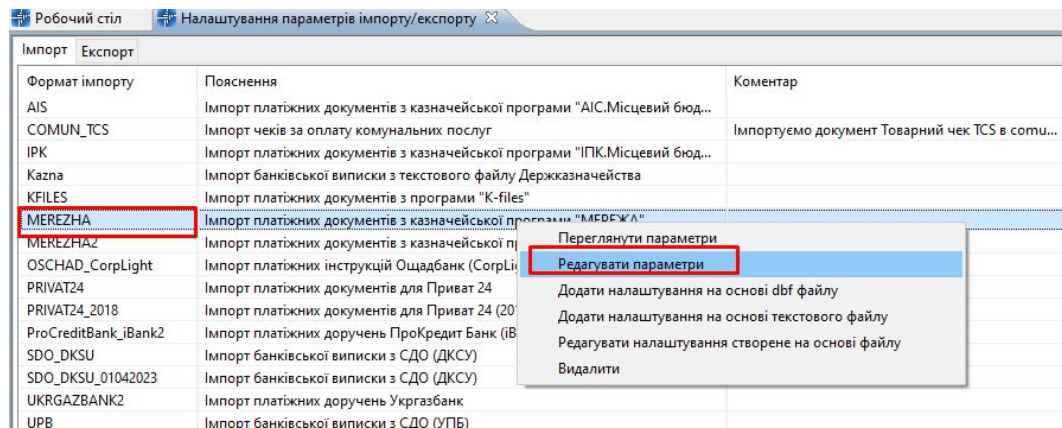 Робочий стіл Налаштування параметрів імпорту/експорту
Імпорт Експорт
Формат імпорту Пояснення Коментар
AIS Імпорт платіжних документів з казначейської програми "АІС.Місцевий бюд...
COMUN_TCS Імпорт чеків за оплату комунальних послуг Імпортуємо документ Товарний чек TCS в comu...
IPK Імпорт платіжних документів з казначейської програми "ІПК.Місцевий бюд...
Kazna Імпорт банківської виписки з текстового файлу Держказначейства
KFILES Імпорт платіжних документів з програми "K-files"
MEREZHA Імпорт платіжних документів з казначейської програми "МЕРЕЖА"
MEREZHA2 Імпорт платіжних документів з казначейської
OSCHAD_CorpLight Імпорт платіжних інструкцій Ощадбанк
PRIVAT24 Імпорт платіжних документів для Приват 24
PRIVAT24_2018 Імпорт платіжних документів для Приват 24
ProCreditBank_iBank2 Імпорт платіжних доручень ПроКредит Банк
SDO_DKSU Імпорт банківської виписки з СДО (ДКСУ)
SDO_DKSU_01042023 Імпорт банківської виписки з СДО (ДКСУ)
UKRGAZBANK2 Імпорт платіжних доручень Укргазбанк
UPB Імпорт банківської виписки з СДО (УПБ)
Переглянути параметри
Редагувати параметри
Додати налаштування на основі dbf файлу
Додати налаштування на основі текстового файлу
Редагувати налаштування створене на основі файлу
Видалити